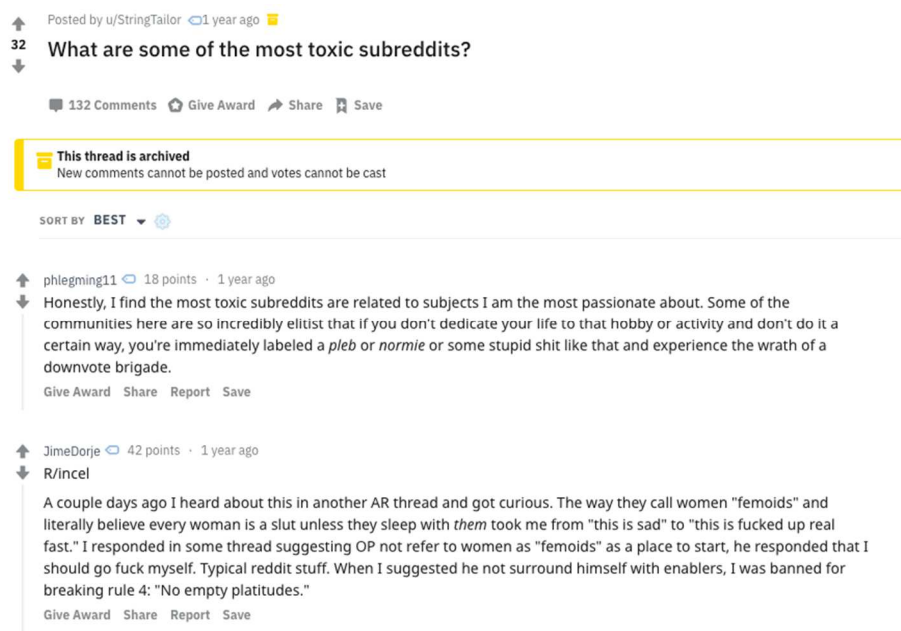 Posted by u/StringTailor 1 year ago
32
What are some of the most toxic subreddits?
132 Comments Give Award Share Save
This thread is archived
New comments cannot be posted and votes cannot be cast
SORT BY BEST
phlegming11 18 points · 1 year ago
Honestly, I find the most toxic subreddits are related to subjects I am the most passionate about. Some of the
communities here are so incredibly elitist that if you don't dedicate your life to that hobby or activity and don't do it a
certain way, you're immediately labeled a pleb or normie or some stupid shit like that and experience the wrath of a
downvote brigade.
Give Award Share Report Save
JimeDorje 42 points · 1 year ago
R/incel
A couple days ago I heard about this in another AR thread and got curious. The way they call women "femoids" and
literally believe every woman is a slut unless they sleep with them took me from "this is sad" to "this is fucked up real
fast." I responded in some thread suggesting OP not refer to women as "femoids" as a place to start, he responded that I
should go fuck myself. Typical reddit stuff. When I suggested he not surround himself with enablers, I was banned for
breaking rule 4: "No empty platitudes."
Give Award Share Report Save